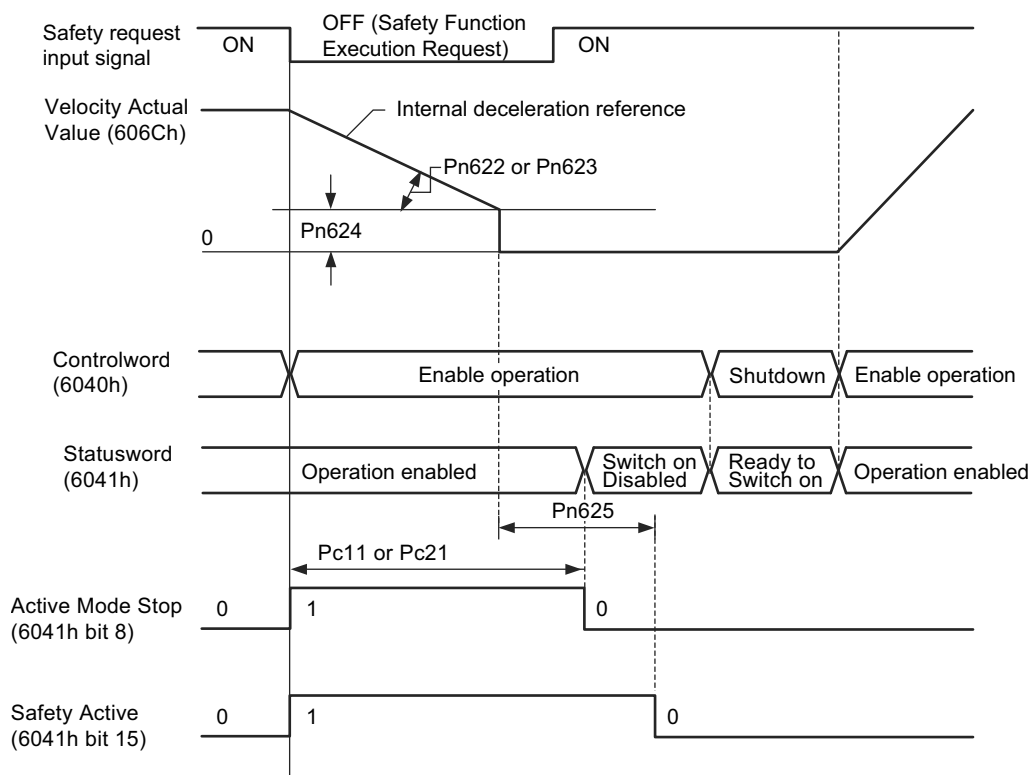 Safety request
input signal
ON
OFF (Safety Function
Execution Request)
ON
Velocity Actual
Value (606Ch)
Internal deceleration reference
Pn622 or Pn623
Pn624
0
Controlword
(6040h)
Enable operation
Shutdown
Enable operation
Statusword
(6041h)
Operation enabled
Switch on
Disabled
Ready to
Switch on
Operation enabled
Pn625
Pc11 or Pc21
Active Mode Stop
(6041h bit 8)
0
1
0
Safety Active
(6041h bit 15)
0
1
0